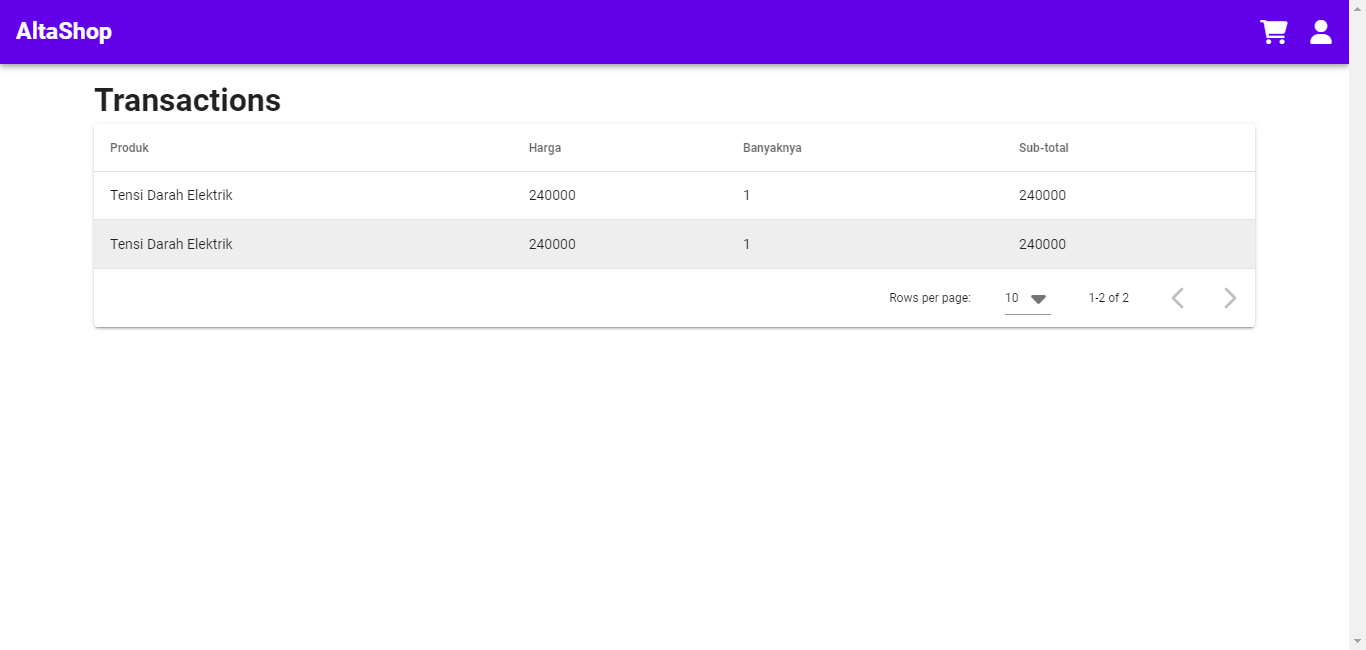 AltaShop
Transactions
Produk Harga Banyaknya Sub-total
Tensi Darah Elektrik 240000 1 240000
Tensi Darah Elektrik 240000 1 240000
Rows per page: 10 1-2 of 2